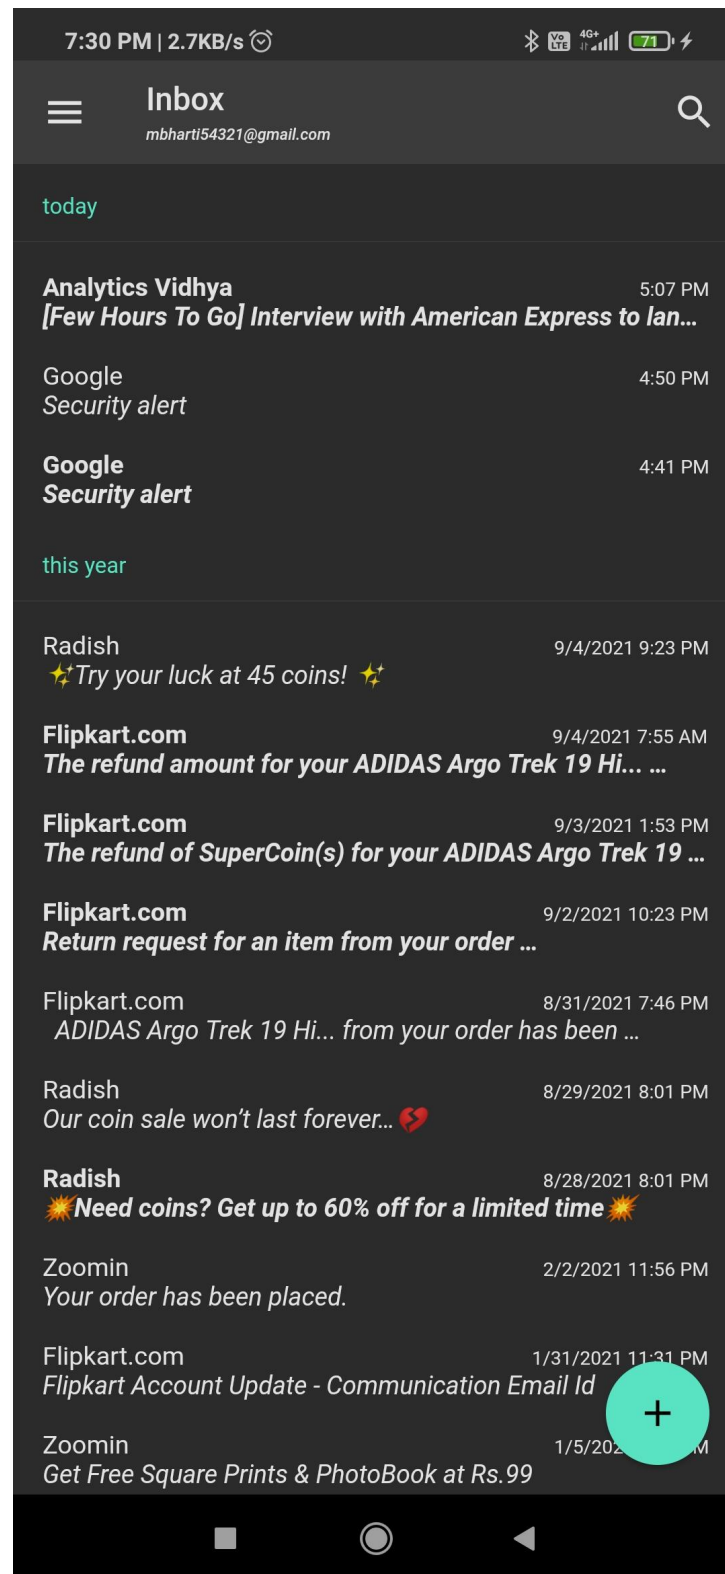 7:30 PM | 2.7KB/s
Vo LTE 4G+ 71
Inbox
mbharti54321@gmail.com
today
Analytics Vidhya 5:07 PM
[Few Hours To Go] Interview with American Express to lan...
Google 4:50 PM
Security alert
Google 4:41 PM
Security alert
this year
Radish 9/4/2021 9:23 PM
✨Try your luck at 45 coins! ✨
Flipkart.com 9/4/2021 7:55 AM
The refund amount for your ADIDAS Argo Trek 19 Hi... ...
Flipkart.com 9/3/2021 1:53 PM
The refund of SuperCoin(s) for your ADIDAS Argo Trek 19 ...
Flipkart.com 9/2/2021 10:23 PM
Return request for an item from your order ...
Flipkart.com 8/31/2021 7:46 PM
ADIDAS Argo Trek 19 Hi... from your order has been ...
Radish 8/29/2021 8:01 PM
Our coin sale won’t last forever... 💔
Radish 8/28/2021 8:01 PM
💥Need coins? Get up to 60% off for a limited time💥
Zoomin 2/2/2021 11:56 PM
Your order has been placed.
Flipkart.com 1/31/2021 11:31 PM
Flipkart Account Update - Communication Email Id
Zoomin
Get Free Square Prints & PhotoBook at Rs.99